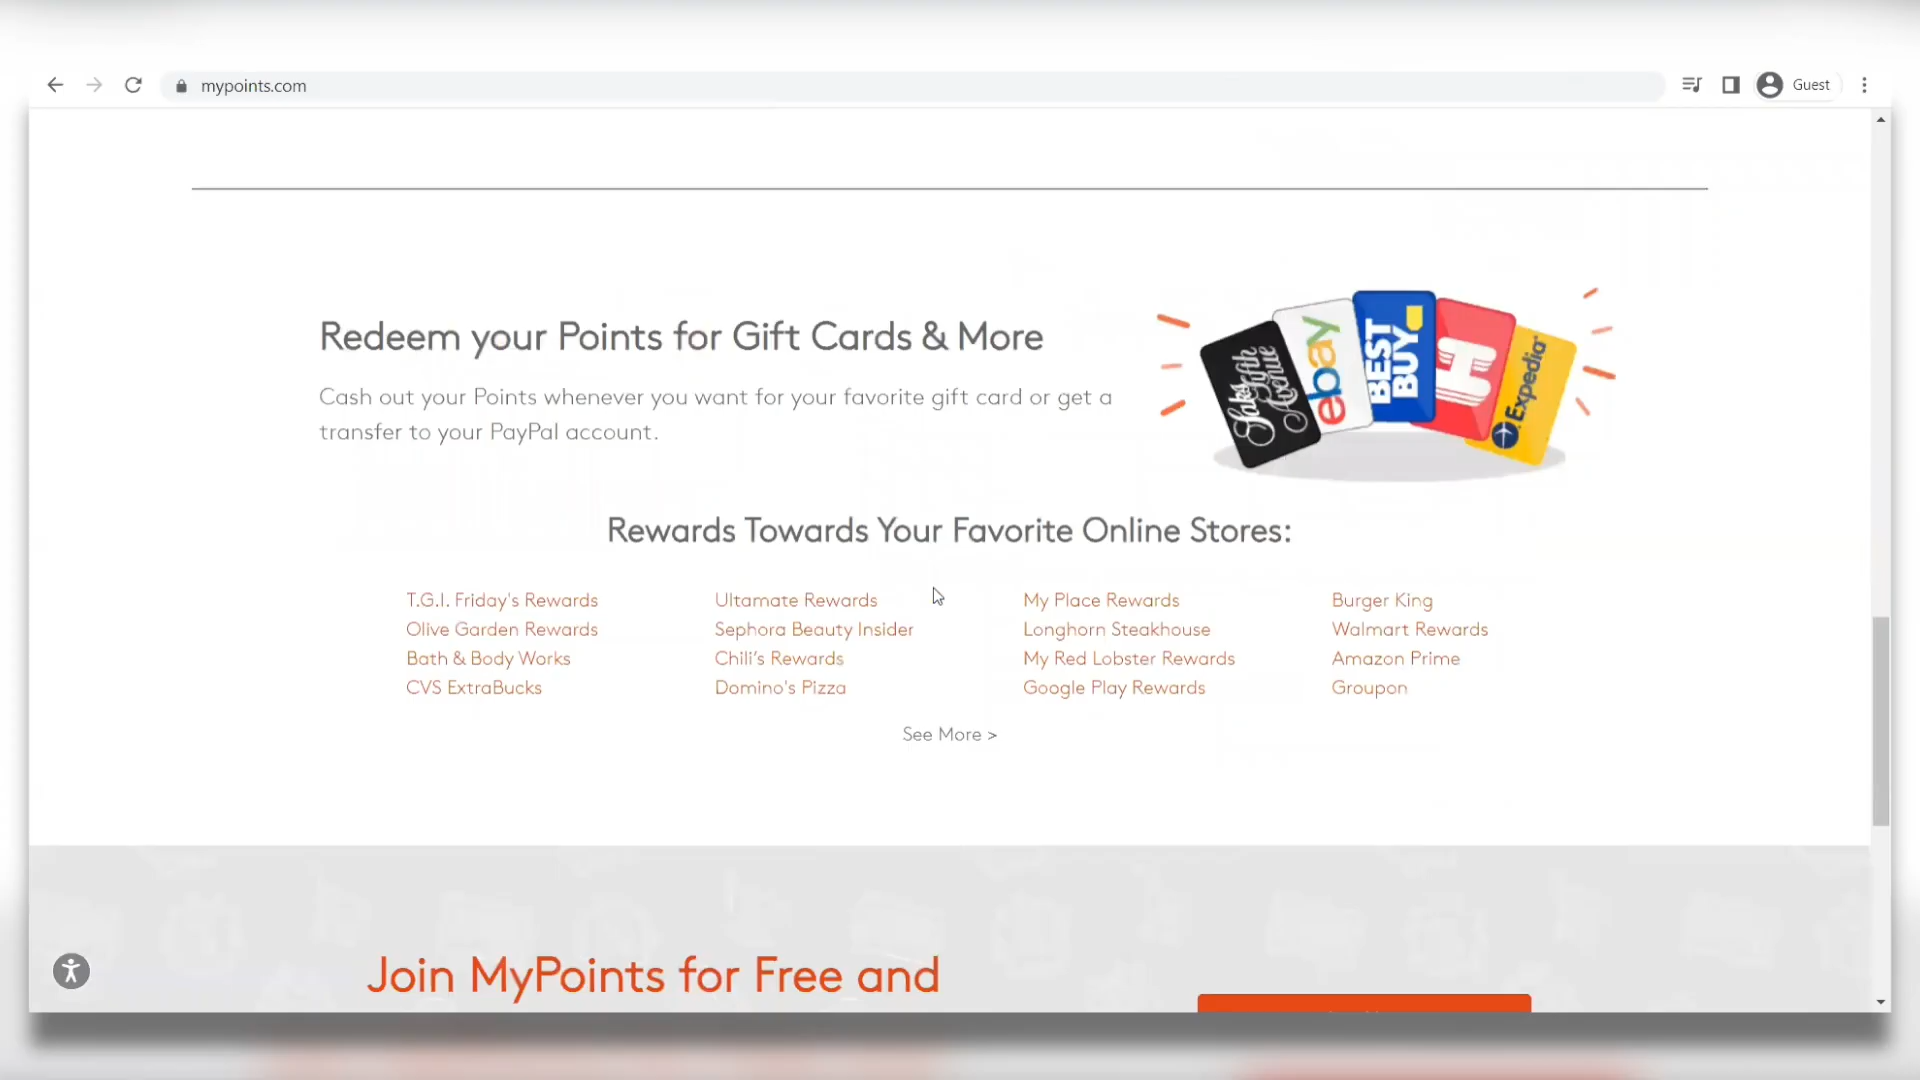 mypoints.com
Guest
Redeem your Points for Gift Cards & More
Cash out your Points whenever you want for your favorite gift card or get a
transfer to your PayPal account.
Saks Fifth Avenue
ebay
BEST BUY
H
Expedia
Rewards Towards Your Favorite Online Stores:
T.G.I. Friday's Rewards
Olive Garden Rewards
Bath & Body Works
CVS ExtraBucks
Ultamate Rewards
Sephora Beauty Insider
Chili’s Rewards
Domino's Pizza
My Place Rewards
Longhorn Steakhouse
My Red Lobster Rewards
Google Play Rewards
Burger King
Walmart Rewards
Amazon Prime
Groupon
See More >
Join MyPoints for Free and